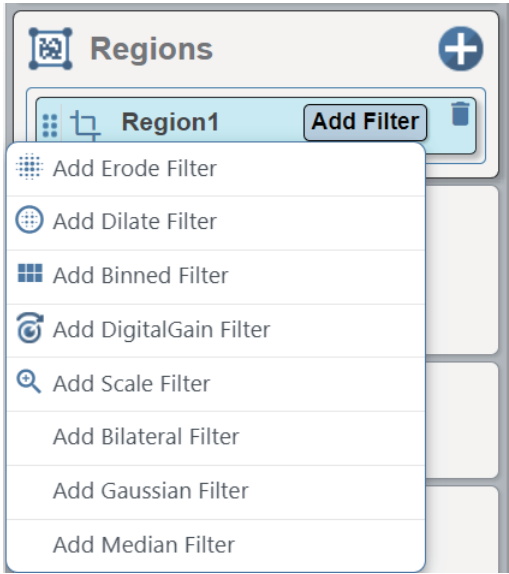 Regions
Region1 Add Filter
Add Erode Filter
Add Dilate Filter
Add Binned Filter
Add DigitalGain Filter
Add Scale Filter
Add Bilateral Filter
Add Gaussian Filter
Add Median Filter